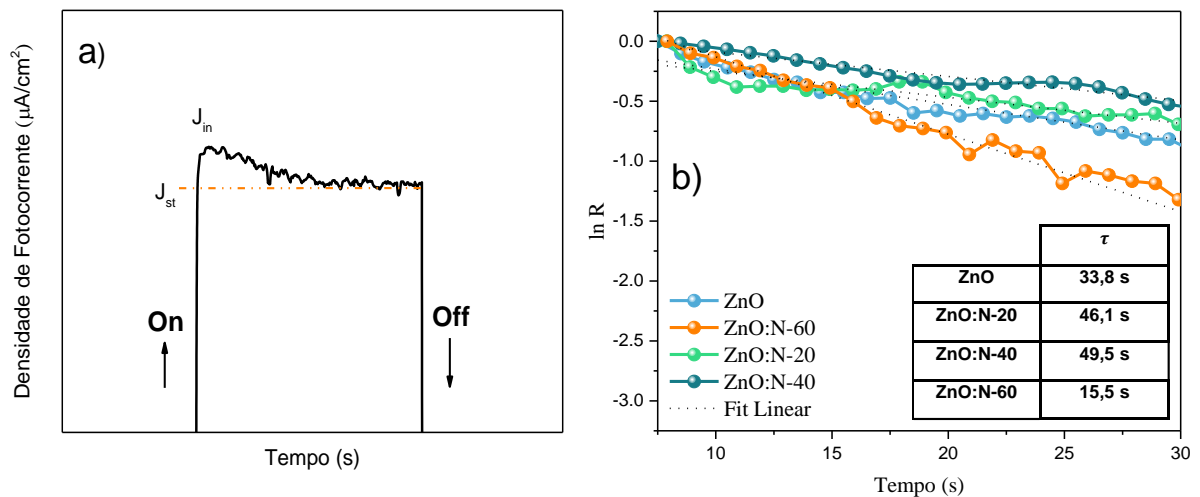 a)
J_in
J_st
On
Off
Densidade de Fotocorrente (μA/cm²)
Tempo (s)
b)
0.0
-0.5
-1.0
-1.5
-2.0
-2.5
-3.0
ln R
ZnO
ZnO:N-60
ZnO:N-20
ZnO:N-40
Fit Linear
τ
ZnO 33,8 s
ZnO:N-20 46,1 s
ZnO:N-40 49,5 s
ZnO:N-60 15,5 s
10 15 20 25 30
Tempo (s)